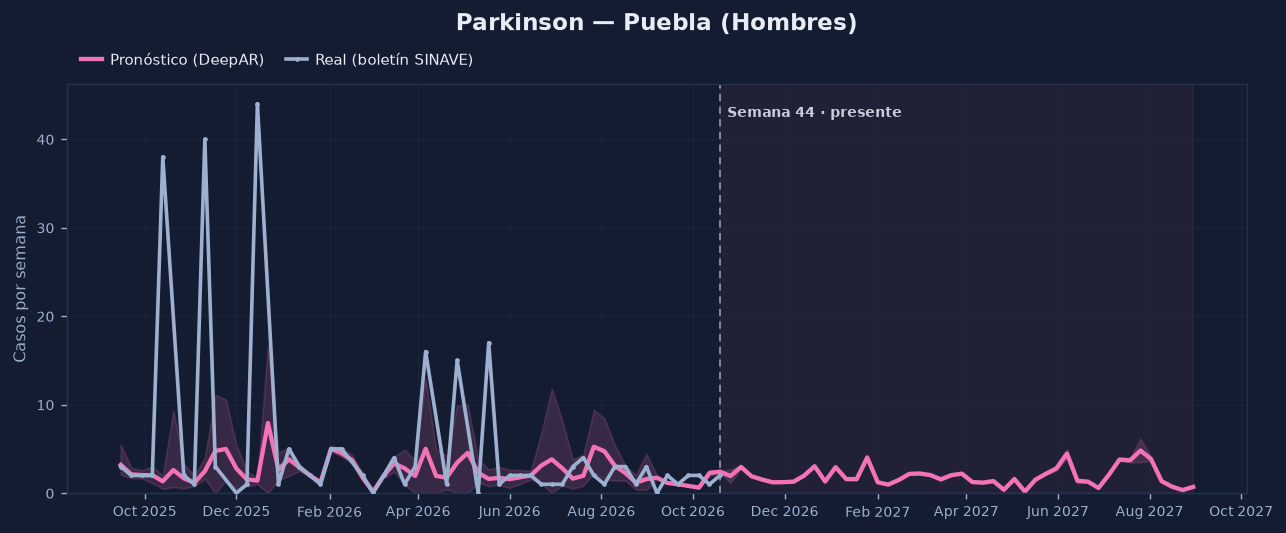 Parkinson — Puebla (Hombres)
Pronóstico (DeepAR) Real (boletín SINAVE)
Semana 44 · presente
Casos por semana
40
30
20
10
0
Oct 2025 Dec 2025 Feb 2026 Apr 2026 Jun 2026 Aug 2026 Oct 2026 Dec 2026 Feb 2027 Apr 2027 Jun 2027 Aug 2027 Oct 2027